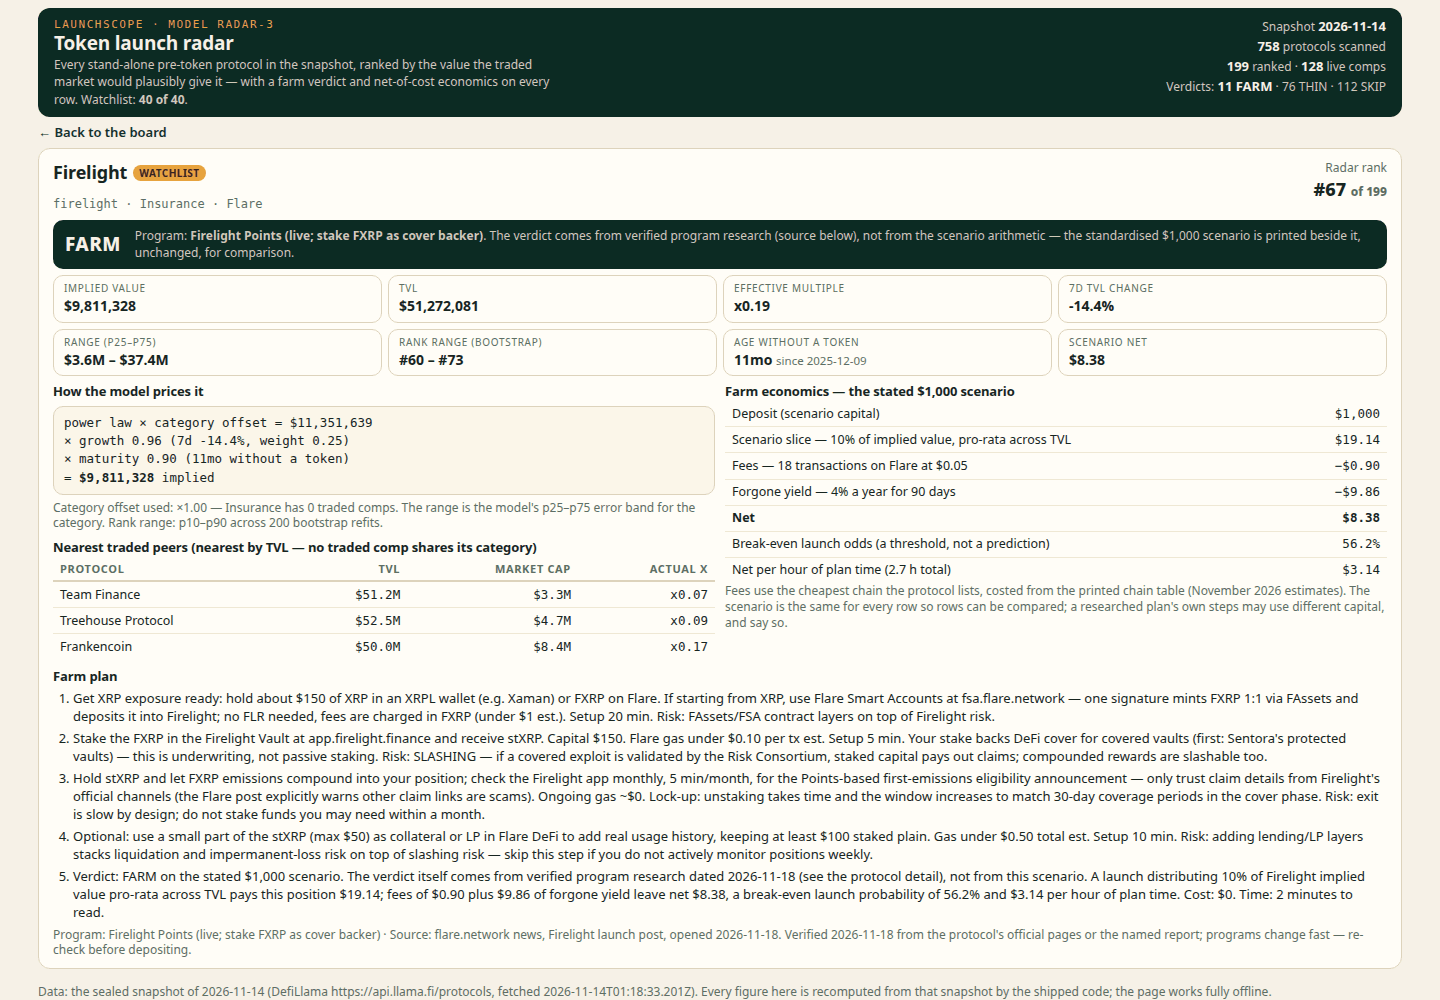 LAUNCHSCOPE · MODEL RADAR-3
Token launch radar
Every stand-alone pre-token protocol in the snapshot, ranked by the value the traded
market would plausibly give it — with a farm verdict and net-of-cost economics on every
row. Watchlist: 40 of 40.
Snapshot 2026-11-14
758 protocols scanned
199 ranked · 128 live comps
Verdicts: 11 FARM · 76 THIN · 112 SKIP
← Back to the board
Firelight WATCHLIST
firelight · Insurance · Flare
Radar rank
#67 of 199
FARM
Program: Firelight Points (live; stake FXRP as cover backer). The verdict comes from verified program research (source below), not from the scenario arithmetic — the standardised $1,000 scenario is printed beside it,
unchanged, for comparison.
IMPLIED VALUE
$9,811,328
TVL
$51,272,081
EFFECTIVE MULTIPLE
x0.19
7D TVL CHANGE
-14.4%
RANGE (P25–P75)
$3.6M – $37.4M
RANK RANGE (BOOTSTRAP)
#60 – #73
AGE WITHOUT A TOKEN
11mo since 2025-12-09
SCENARIO NET
$8.38
How the model prices it
power law × category offset = $11,351,639
× growth 0.96 (7d -14.4%, weight 0.25)
× maturity 0.90 (11mo without a token)
= $9,811,328 implied
Category offset used: ×1.00 — Insurance has 0 traded comps. The range is the model's p25–p75 error band for the
category. Rank range: p10–p90 across 200 bootstrap refits.
Nearest traded peers (nearest by TVL — no traded comp shares its category)
PROTOCOL TVL MARKET CAP ACTUAL X
Team Finance $51.2M $3.3M x0.07
Treehouse Protocol $52.5M $4.7M x0.09
Frankencoin $50.0M $8.4M x0.17
Farm economics — the stated $1,000 scenario
Deposit (scenario capital) $1,000
Scenario slice — 10% of implied value, pro-rata across TVL $19.14
Fees — 18 transactions on Flare at $0.05 −$0.90
Forgone yield — 4% a year for 90 days −$9.86
Net $8.38
Break-even launch odds (a threshold, not a prediction) 56.2%
Net per hour of plan time (2.7 h total) $3.14
Fees use the cheapest chain the protocol lists, costed from the printed chain table (November 2026 estimates). The
scenario is the same for every row so rows can be compared; a researched plan's own steps may use different capital,
and say so.
Farm plan
1. Get XRP exposure ready: hold about $150 of XRP in an XRPL wallet (e.g. Xaman) or FXRP on Flare. If starting from XRP, use Flare Smart Accounts at fsa.flare.network — one signature mints FXRP 1:1 via FAssets and
deposits it into Firelight; no FLR needed, fees are charged in FXRP (under $1 est.). Setup 20 min. Risk: FAssets/FSA contract layers on top of Firelight risk.
2. Stake the FXRP in the Firelight Vault at app.firelight.finance and receive stXRP. Capital $150. Flare gas under $0.10 per tx est. Setup 5 min. Your stake backs DeFi cover for covered vaults (first: Sentora's protected
vaults) — this is underwriting, not passive staking. Risk: SLASHING — if a covered exploit is validated by the Risk Consortium, staked capital pays out claims; compounded rewards are slashable too.
3. Hold stXRP and let FXRP emissions compound into your position; check the Firelight app monthly, 5 min/month, for the Points-based first-emissions eligibility announcement — only trust claim details from Firelight's
official channels (the Flare post explicitly warns other claim links are scams). Ongoing gas ~$0. Lock-up: unstaking takes time and the window increases to match 30-day coverage periods in the cover phase. Risk: exit
is slow by design; do not stake funds you may need within a month.
4. Optional: use a small part of the stXRP (max $50) as collateral or LP in Flare DeFi to add real usage history, keeping at least $100 staked plain. Gas under $0.50 total est. Setup 10 min. Risk: adding lending/LP layers
stacks liquidation and impermanent-loss risk on top of slashing risk — skip this step if you do not actively monitor positions weekly.
5. Verdict: FARM on the stated $1,000 scenario. The verdict itself comes from verified program research dated 2026-11-18 (see the protocol detail), not from this scenario. A launch distributing 10% of Firelight implied
value pro-rata across TVL pays this position $19.14; fees of $0.90 plus $9.86 of forgone yield leave net $8.38, a break-even launch probability of 56.2% and $3.14 per hour of plan time. Cost: $0. Time: 2 minutes to
read.
Program: Firelight Points (live; stake FXRP as cover backer) · Source: flare.network news, Firelight launch post, opened 2026-11-18. Verified 2026-11-18 from the protocol's official pages or the named report; programs change fast — re-
check before depositing.
Data: the sealed snapshot of 2026-11-14 (DefiLlama https://api.llama.fi/protocols, fetched 2026-11-14T01:18:33.201Z). Every figure here is recomputed from that snapshot by the shipped code; the page works fully offline.